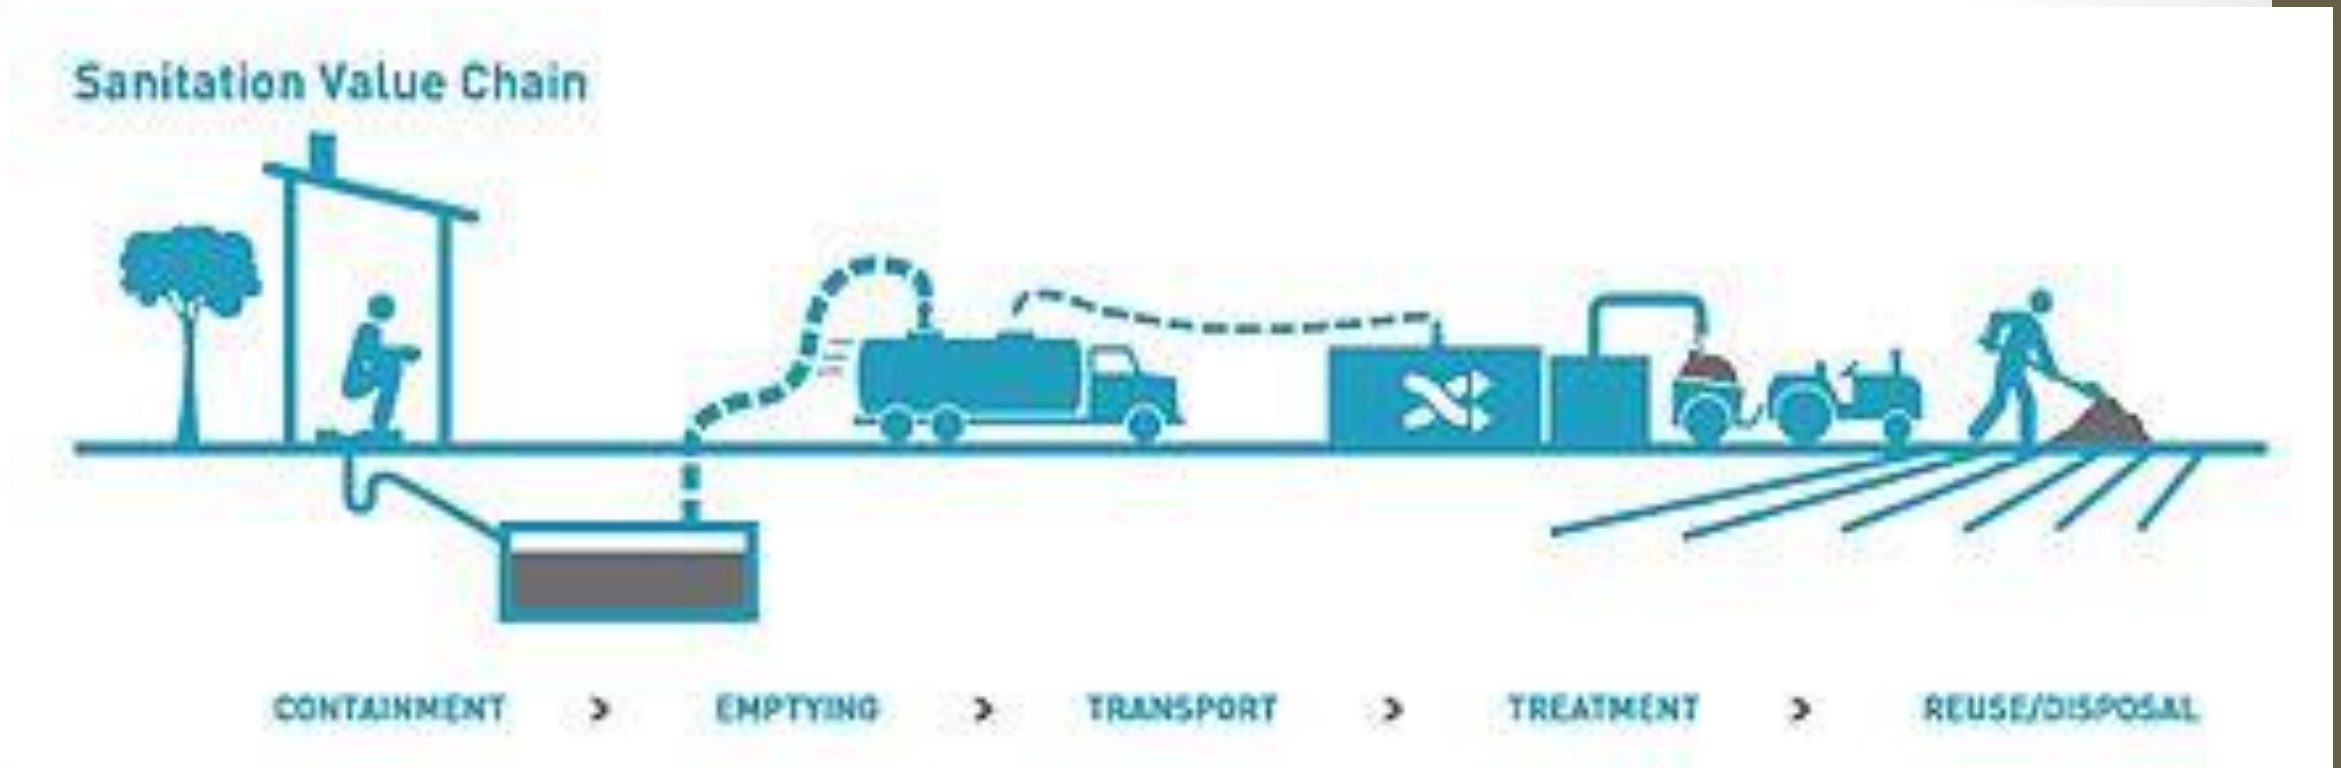 Sanitation Value Chain
CONTAINMENT > EMPTYING > TRANSPORT > TREATMENT > REUSE/DISPOSAL